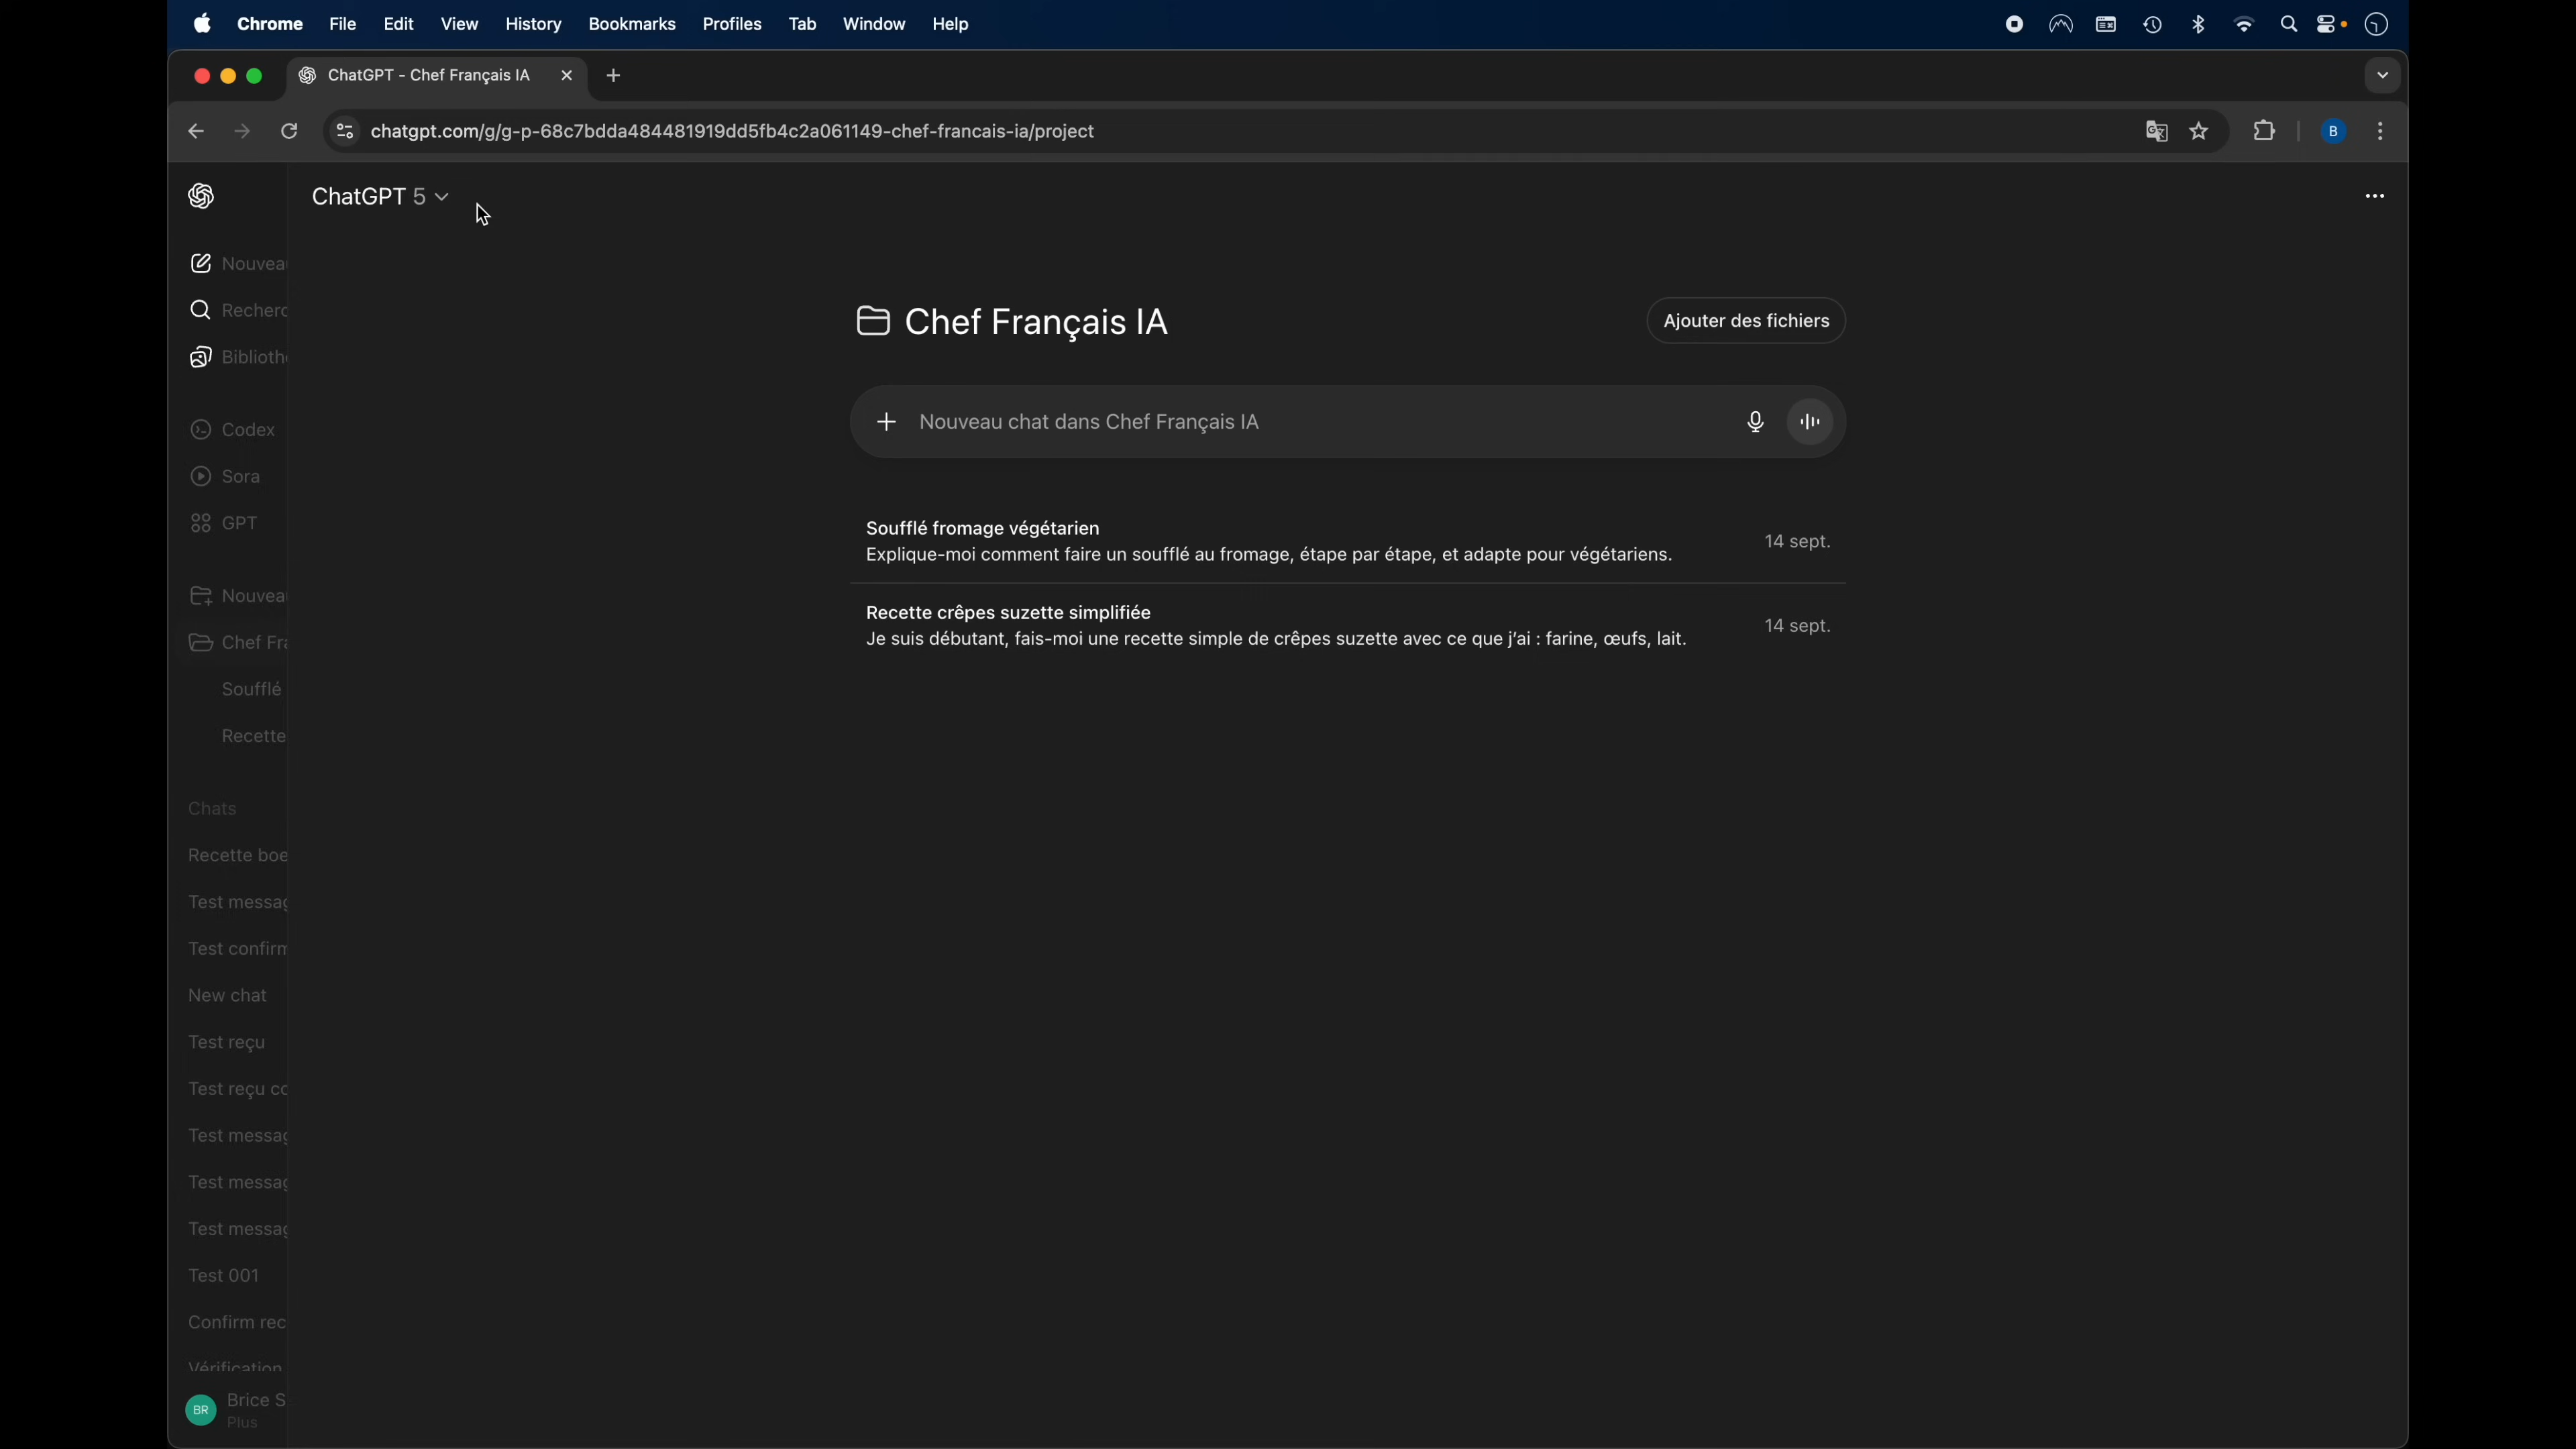 Chrome File Edit View History Bookmarks Profiles Tab Window Help
ChatGPT - Chef Français IA
chatgpt.com/g/g-p-68c7bdda484481919dd5fb4c2a061149-chef-francais-ia/project
B
ChatGPT 5
Nouveau
Recherc
Biblioth
Codex
Sora
GPT
Nouveau
Chef Fra
Soufflé
Recette
Chats
Recette boe
Test messag
Test confirm
New chat
Test reçu
Test reçu co
Test messag
Test messag
Test messag
Test 001
Confirm rec
Vérification
BR
Brice S
Plus
Chef Français IA
Ajouter des fichiers
Nouveau chat dans Chef Français IA
Soufflé fromage végétarien
Explique-moi comment faire un soufflé au fromage, étape par étape, et adapte pour végétariens.
14 sept.
Recette crêpes suzette simplifiée
Je suis débutant, fais-moi une recette simple de crêpes suzette avec ce que j'ai : farine, œufs, lait.
14 sept.